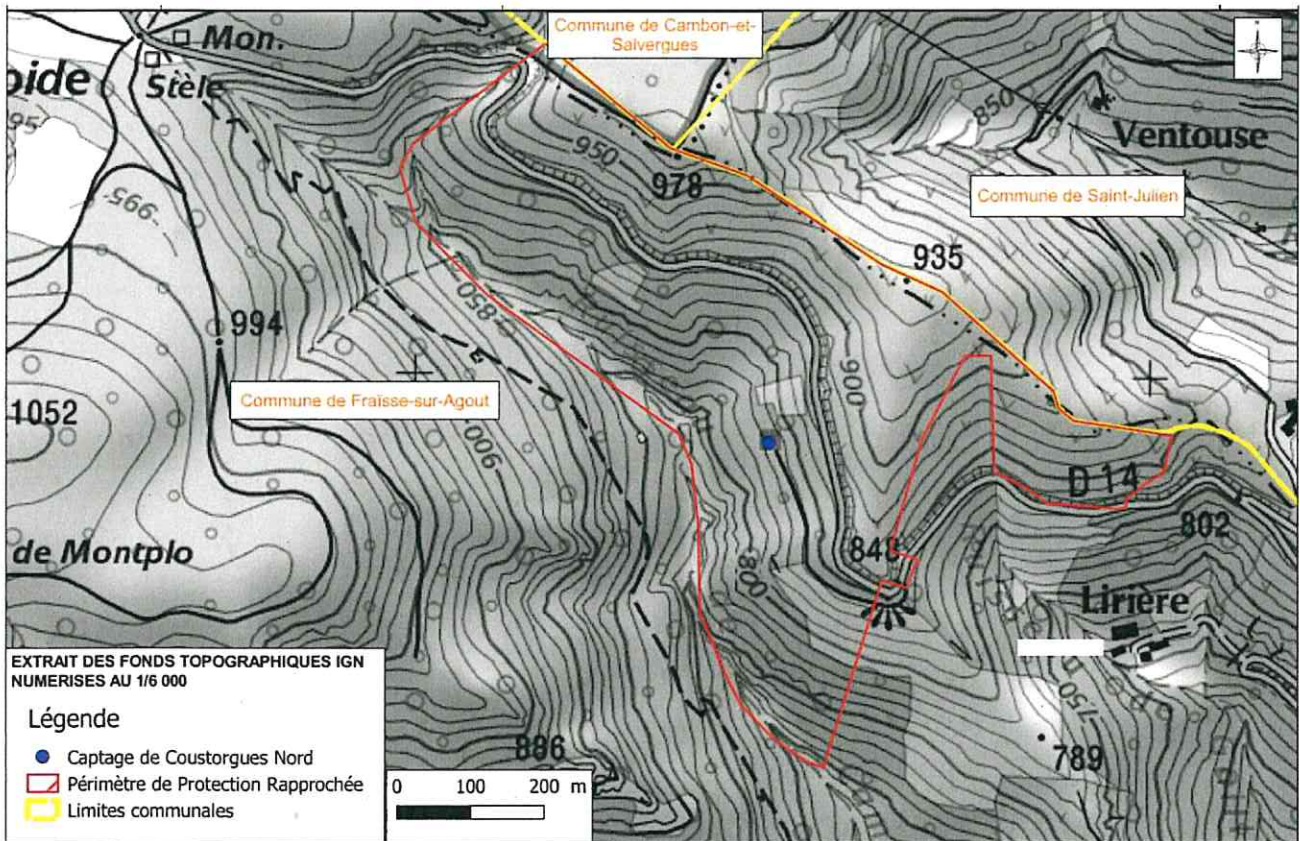 Commune de Cambon-et-
Salvergues
Mon.
oide
Stèle
850
Ventouse
950
978
Commune de Saint-Julien
995
935
994
850
900
Commune de Fraïsse-sur-Agout
1052
900
D 14
802
de Montplo
843
800
Lirière
EXTRAIT DES FONDS TOPOGRAPHIQUES IGN
NUMERISES AU 1/6 000
Légende
Captage de Coustorgues Nord
Périmètre de Protection Rapprochée
Limites communales
886
0 100 200 m
750
789